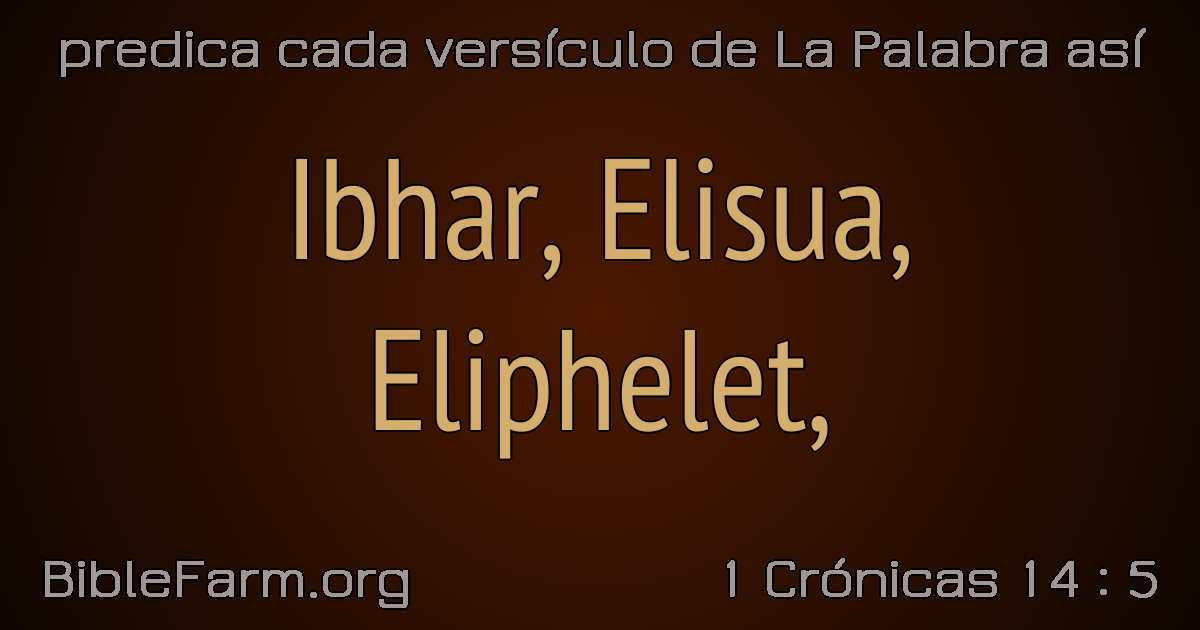 predica cada versículo de La Palabra así
Ibhar, Elisua,
Eliphelet,
BibleFarm.org
1 Crónicas 14 : 5